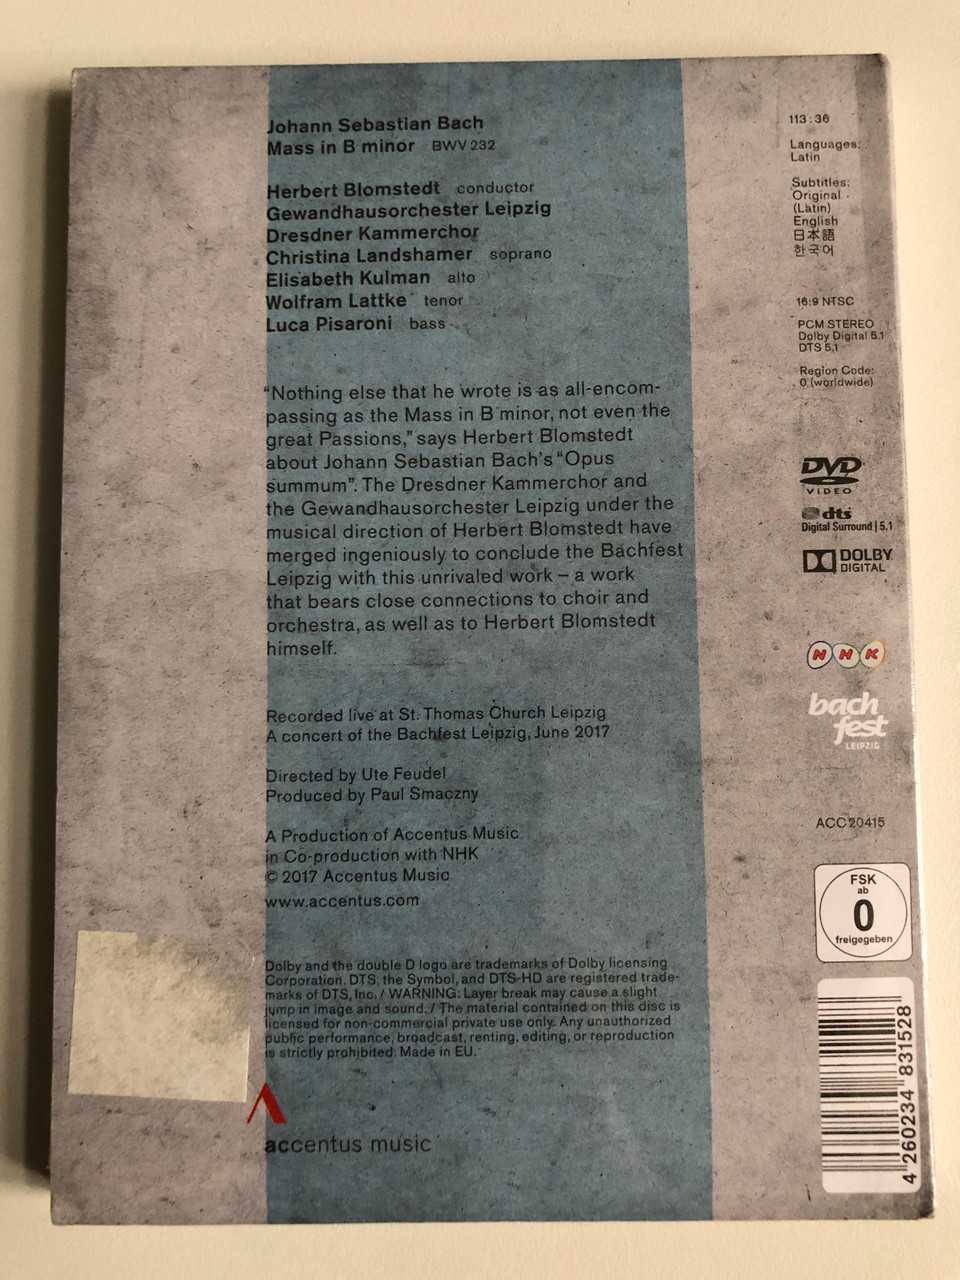 Johann Sebastian Bach
Mass in B minor BWV 232
Herbert Blomstedt conductor
Gewandhausorchester Leipzig
Dresdner Kammerchor
Christina Landshamer soprano
Elisabeth Kulman alto
Wolfram Lattke tenor
Luca Pisaroni bass
“Nothing else that he wrote is as all-encom-
passing as the Mass in B minor, not even the
great Passions,” says Herbert Blomstedt
about Johann Sebastian Bach’s “Opus
summum”. The Dresdner Kammerchor and
the Gewandhausorchester Leipzig under the
musical direction of Herbert Blomstedt have
merged ingeniously to conclude the Bachfest
Leipzig with this unrivaled work – a work
that bears close connections to choir and
orchestra, as well as to Herbert Blomstedt
himself.
Recorded live at St. Thomas Church Leipzig
A concert of the Bachfest Leipzig, June 2017
Directed by Ute Feudel
Produced by Paul Smaczny
A Production of Accentus Music
in Co-production with NHK
© 2017 Accentus Music
www.accentus.com
Dolby and the double D logo are trademarks of Dolby licensing
Corporation. DTS, the Symbol, and DTS-HD are registered trade-
marks of DTS, Inc. / WARNING: Layer break may cause a slight
jump in image and sound. / The material contained on this disc is
licensed for non-commercial private use only. Any unauthorized
public performance, broadcast, renting, editing, or reproduction
is strictly prohibited. Made in EU.
accentus music
113:36
Languages:
Latin
Subtitles:
Original
(Latin)
English
日本語
한국어
16:9 NTSC
PCM STEREO
Dolby Digital 5.1
DTS 5.1
Region Code:
0 (worldwide)
DVD
VIDEO
dts
Digital Surround | 5.1
DOLBY
DIGITAL
NHK
bach
fest
LEIPZIG
ACC 20415
FSK
ab
0
freigegeben
4 260234 831528